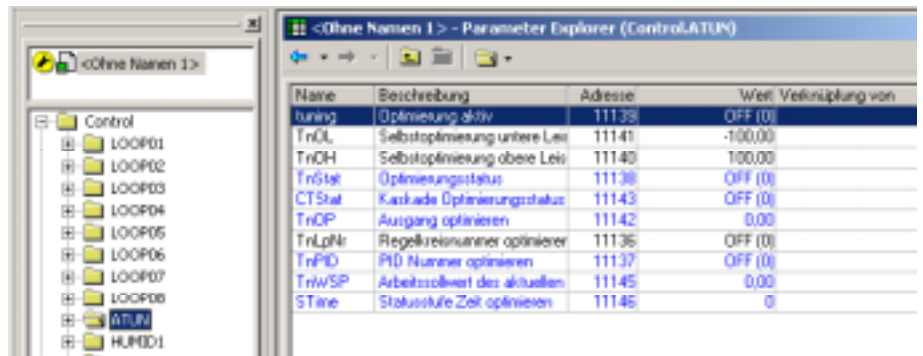 <Ohne Namen 1> - Parameter Explorer (Control.ATUN)
<Ohne Namen 1>
Control
LOOP01
LOOP02
LOOP03
LOOP04
LOOP05
LOOP06
LOOP07
LOOP08
ATUN
HUMID1
Name Beschreibung Adresse Wert Verknüpfung von
tuning Optimierung aktiv 11139 OFF (0)
TnOL Selbstoptimierung untere Leis 11141 -100,00
TnOH Selbstoptimierung obere Leis 11140 100,00
TnStat Optimierungsstatus 11138 OFF (0)
CTStat Kaskade Optimierungsstatus 11143 OFF (0)
TnOP Ausgang optimieren 11142 0,00
TnLpNr Regelkreisnummer optimierer 11136 OFF (0)
TnPID PID Nummer optimieren 11137 OFF (0)
TnWSP Arbeitssollwert des aktuellen 11145 0,00
STime Statusstufe Zeit optimieren 11146 0